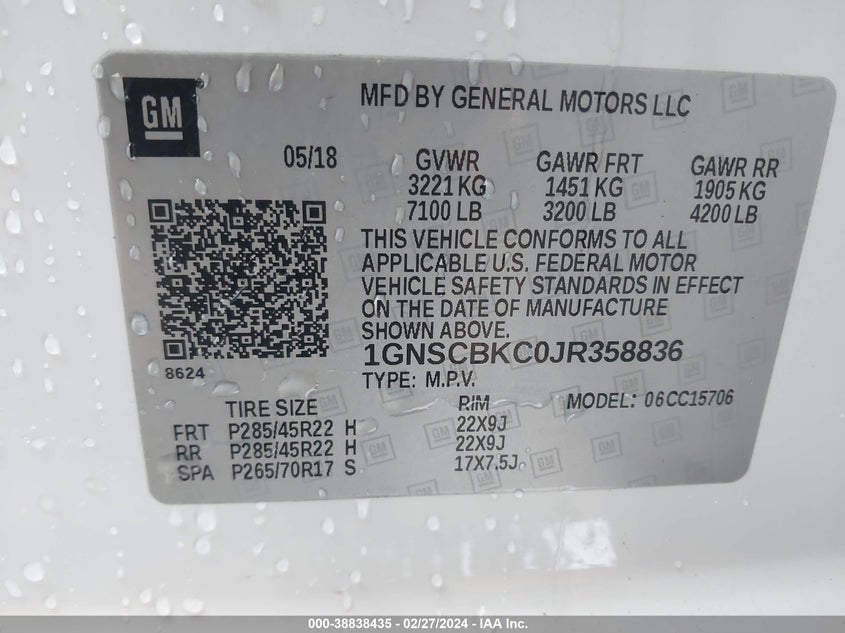 GM
MFD BY GENERAL MOTORS LLC
05/18 GVWR GAWR FRT GAWR RR
3221 KG 1451 KG 1905 KG
7100 LB 3200 LB 4200 LB
THIS VEHICLE CONFORMS TO ALL
APPLICABLE U.S. FEDERAL MOTOR
VEHICLE SAFETY STANDARDS IN EFFECT
ON THE DATE OF MANUFACTURE
SHOWN ABOVE.
1GNSCBKC0JR358836
8624
TYPE: M.P.V.
MODEL: 06CC15706
TIRE SIZE RIM
FRT P285/45R22 H 22X9J
RR P285/45R22 H 22X9J
SPA P265/70R17 S 17X7.5J
000-38838435 - 02/27/2024 - IAAI Inc.